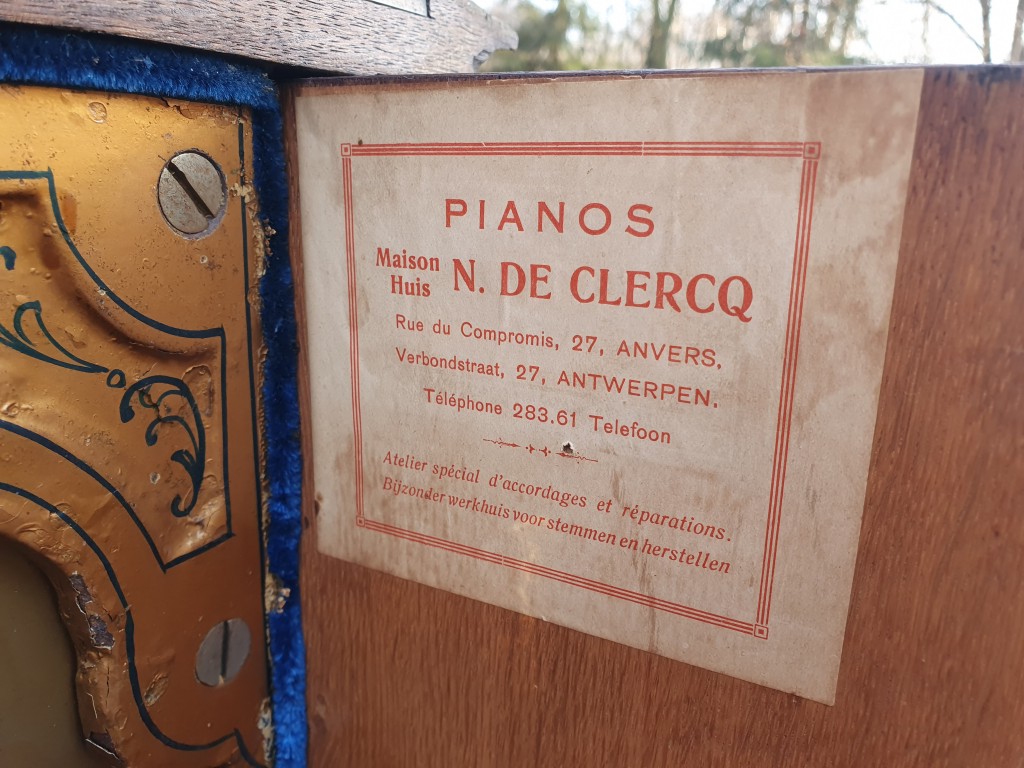 PIANOS
Maison
Huis N. DE CLERCQ
Rue du Compromis, 27, ANVERS,
Verbondstraat, 27, ANTWERPEN.
Téléphone 283.61 Telefoon
Atelier spécial d'accordages et réparations.
Bijzonder werkhuis voor stemmen en herstellen